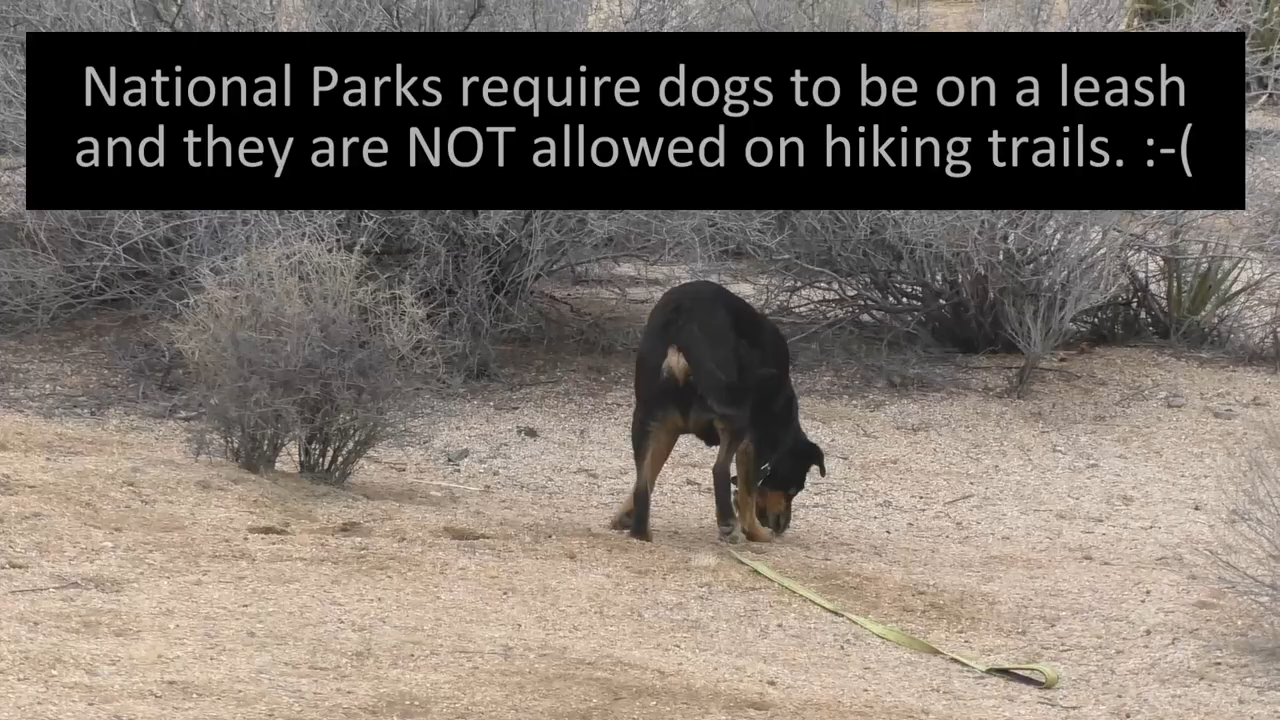 National Parks require dogs to be on a leash
and they are NOT allowed on hiking trails. :-(